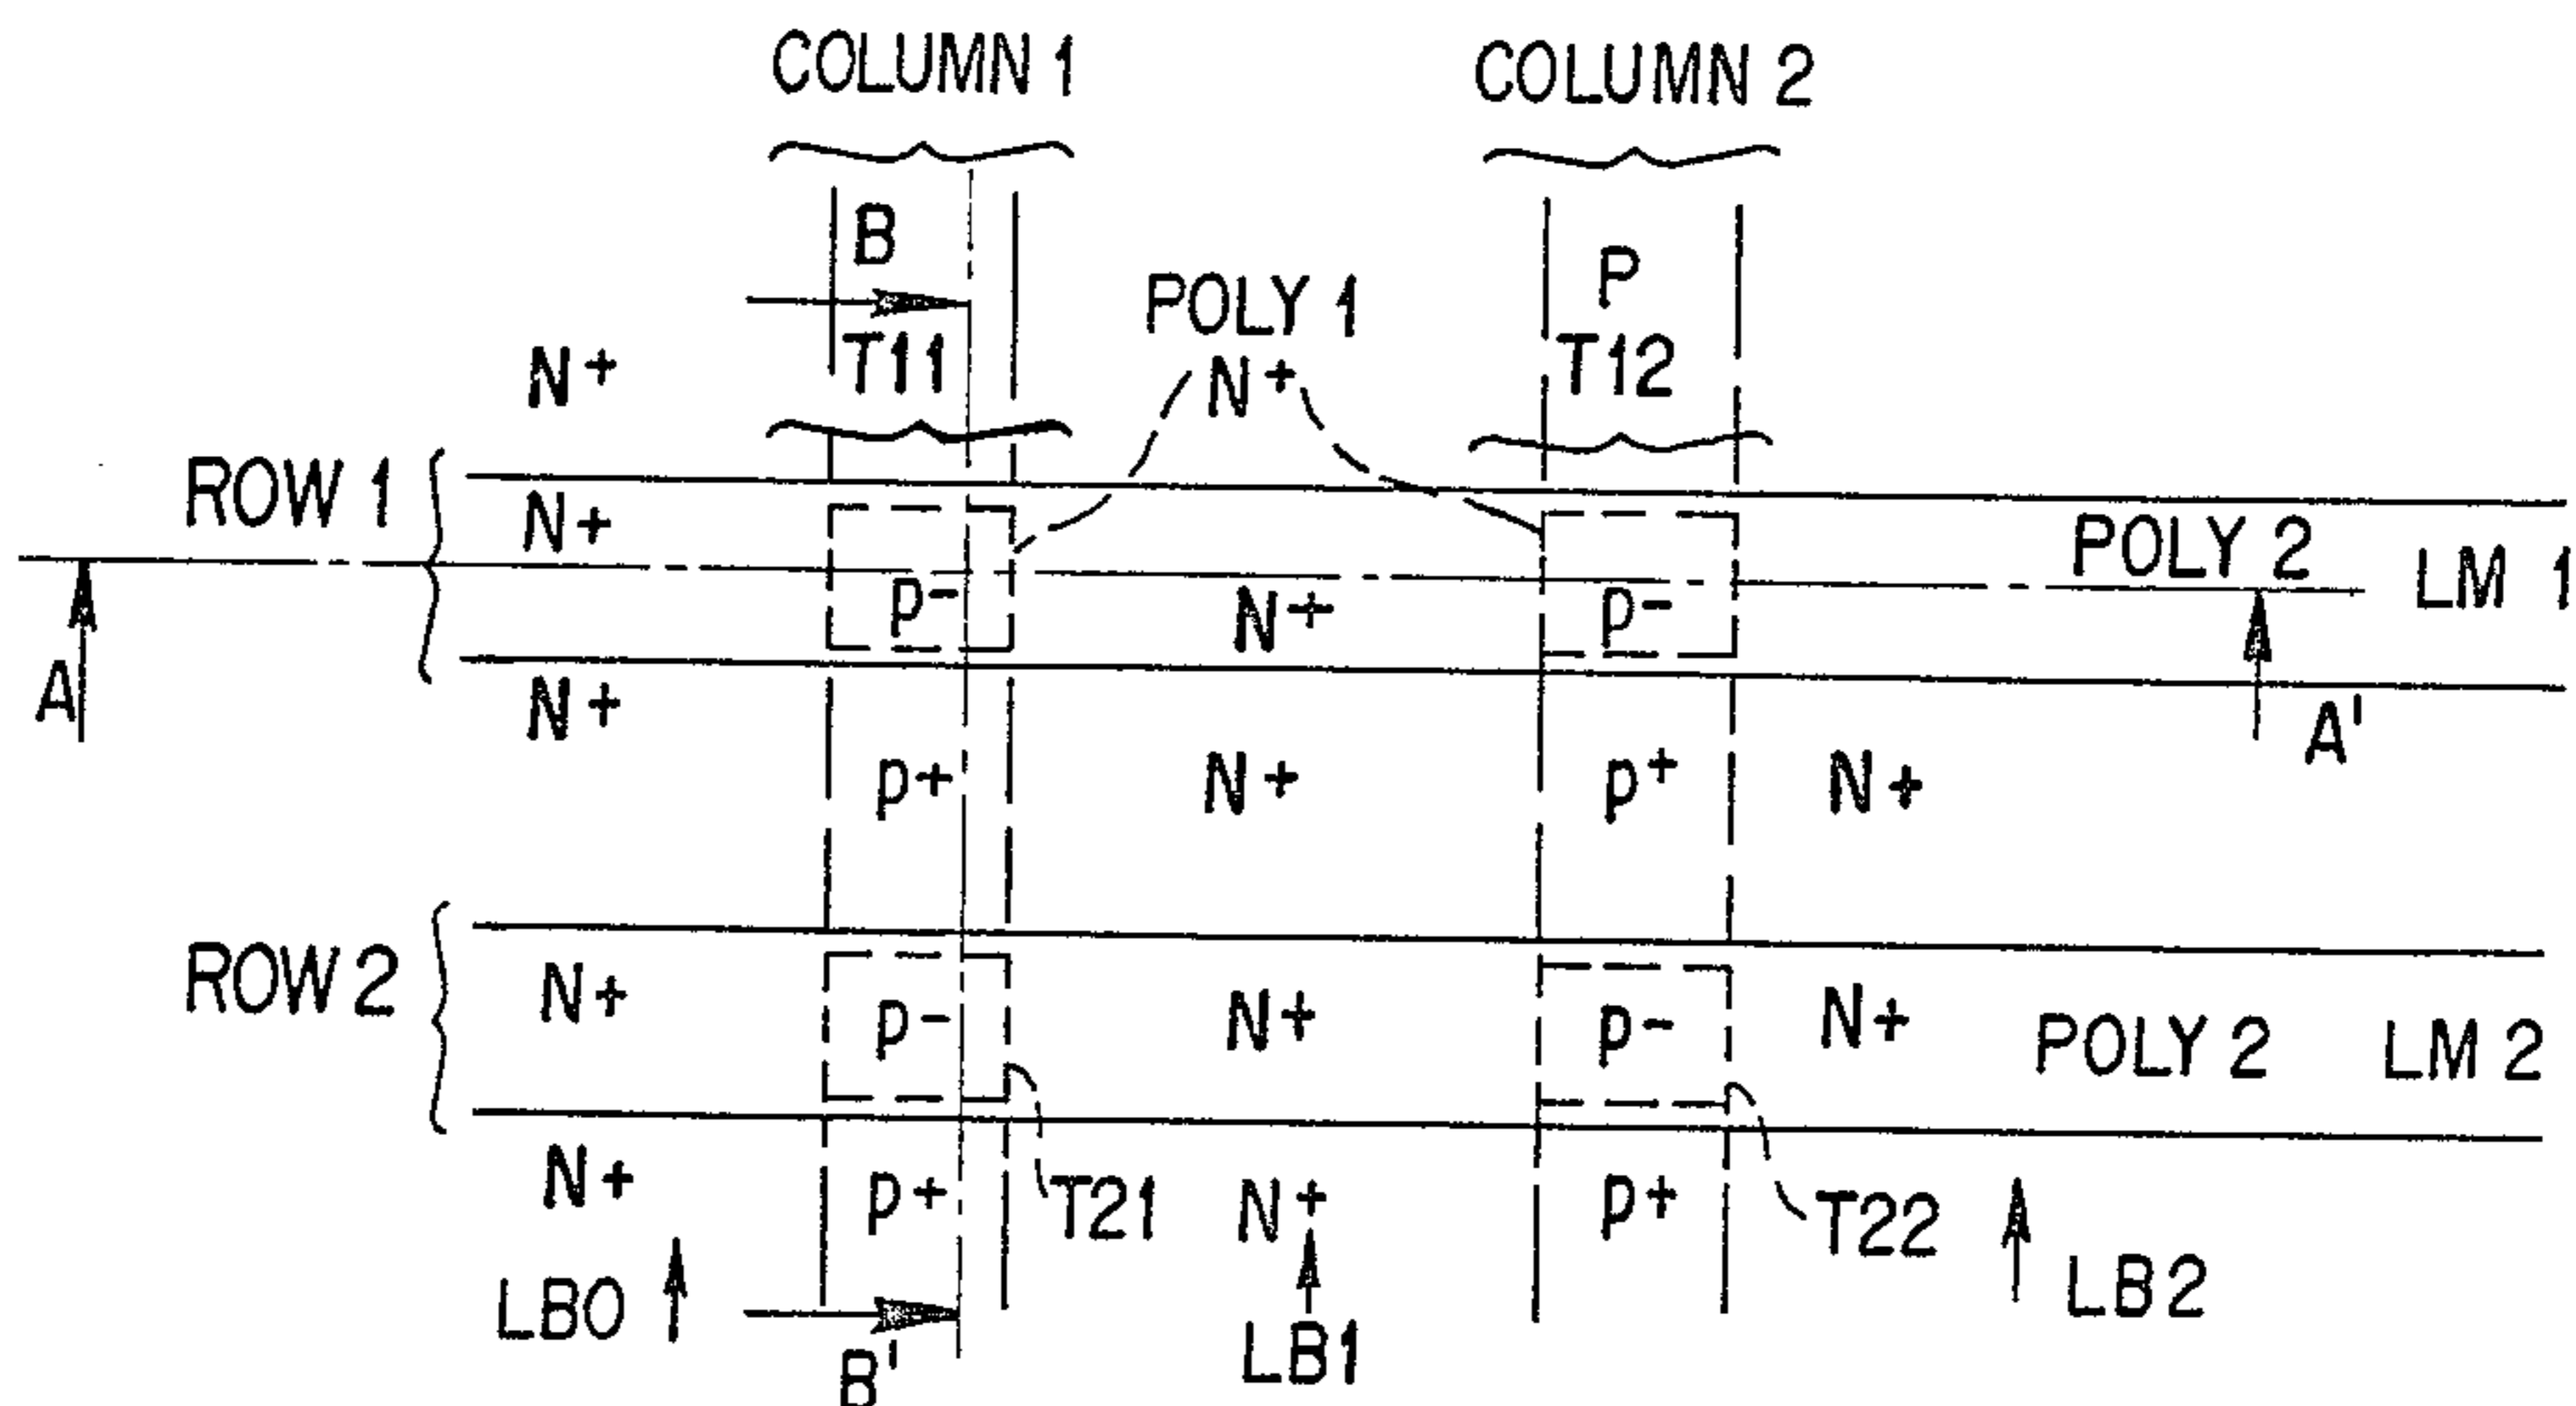 COLUMN 1 COLUMN 2
B P
POLY 1
T11 T12
N+ N+
ROW 1 N+ POLY 2 LM 1
p- N+ p-
A N+ A'
p+ N+ p+ N+
ROW 2 N+ p- N+ p- N+ POLY 2 LM 2
N+ p+ T21 N+ p+ T22
LB0 LB1 LB2
B'